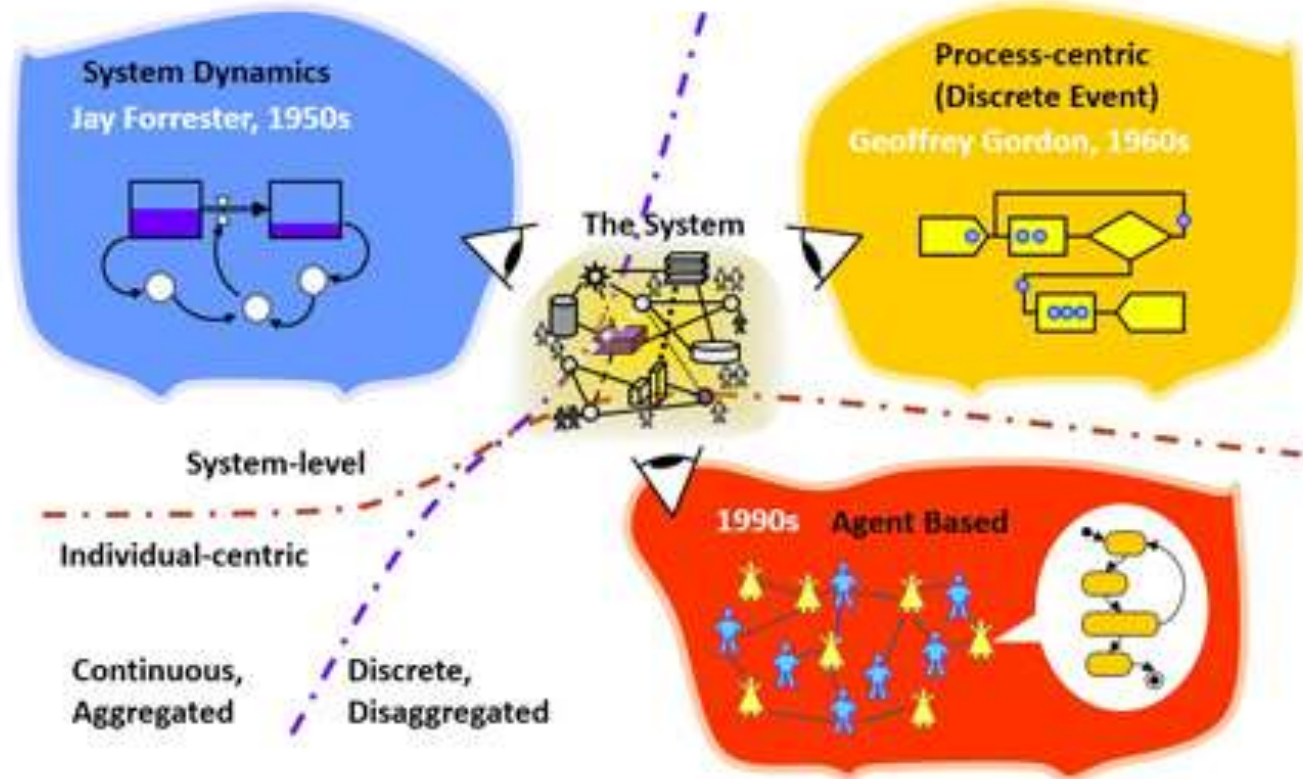 System Dynamics
Jay Forrester, 1950s
Process-centric
(Discrete Event)
Geoffrey Gordon, 1960s
The System
System-level
Individual-centric
Continuous,
Aggregated
Discrete,
Disaggregated
1990s Agent Based